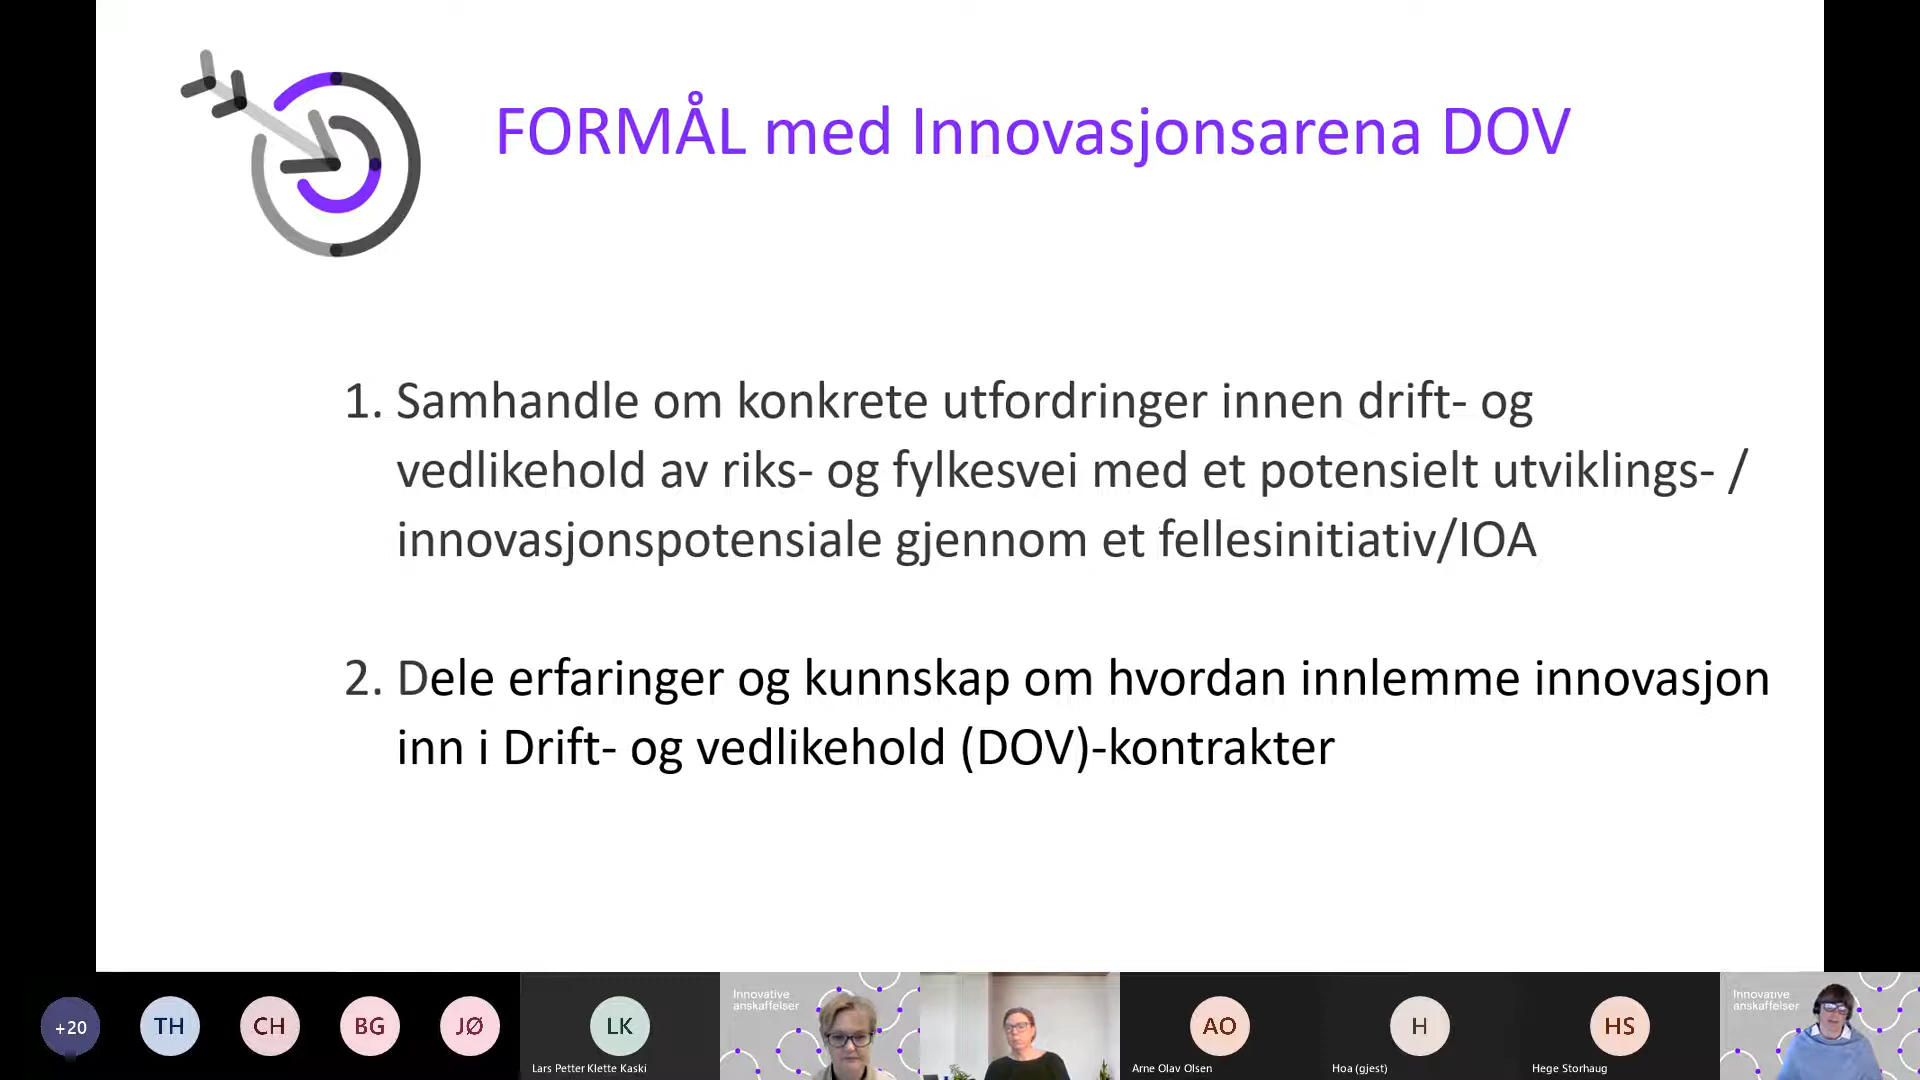 FORMÅL med Innovasjonsarena DOV
1. Samhandle om konkrete utfordringer innen drift- og
vedlikehold av riks- og fylkesvei med et potensielt utviklings- /
innovasjonspotensiale gjennom et fellesinitiativ/IOA
2. Dele erfaringer og kunnskap om hvordan innlemme innovasjon
inn i Drift- og vedlikehold (DOV)-kontrakter
+20
TH
CH
BG
JØ
LK
Lars Petter Klette Kaski
Innovative
anskaffelser
AO
Arne Olav Olsen
H
Hoa (gjest)
HS
Hege Storhaug
Innovative
anskaffelser